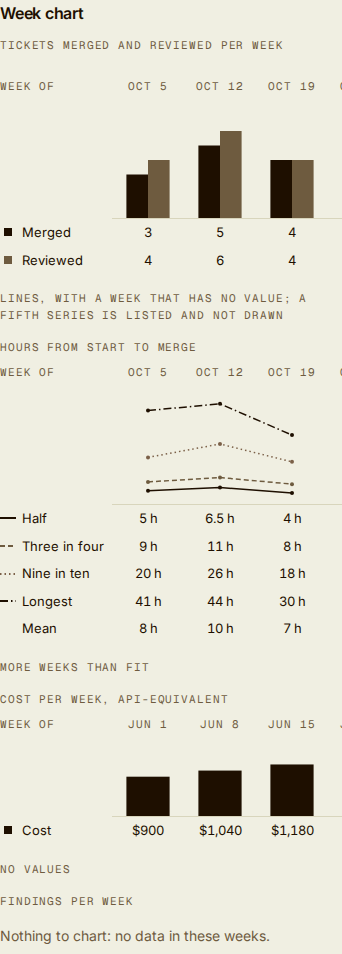 Week chart
TICKETS MERGED AND REVIEWED PER WEEK
WEEK OF OCT 5 OCT 12 OCT 19
Merged 3 5 4
Reviewed 4 6 4
LINES, WITH A WEEK THAT HAS NO VALUE; A
FIFTH SERIES IS LISTED AND NOT DRAWN
HOURS FROM START TO MERGE
WEEK OF OCT 5 OCT 12 OCT 19
Half 5 h 6.5 h 4 h
Three in four 9 h 11 h 8 h
Nine in ten 20 h 26 h 18 h
Longest 41 h 44 h 30 h
Mean 8 h 10 h 7 h
MORE WEEKS THAN FIT
COST PER WEEK, API-EQUIVALENT
WEEK OF JUN 1 JUN 8 JUN 15
Cost $900 $1,040 $1,180
NO VALUES
FINDINGS PER WEEK
Nothing to chart: no data in these weeks.